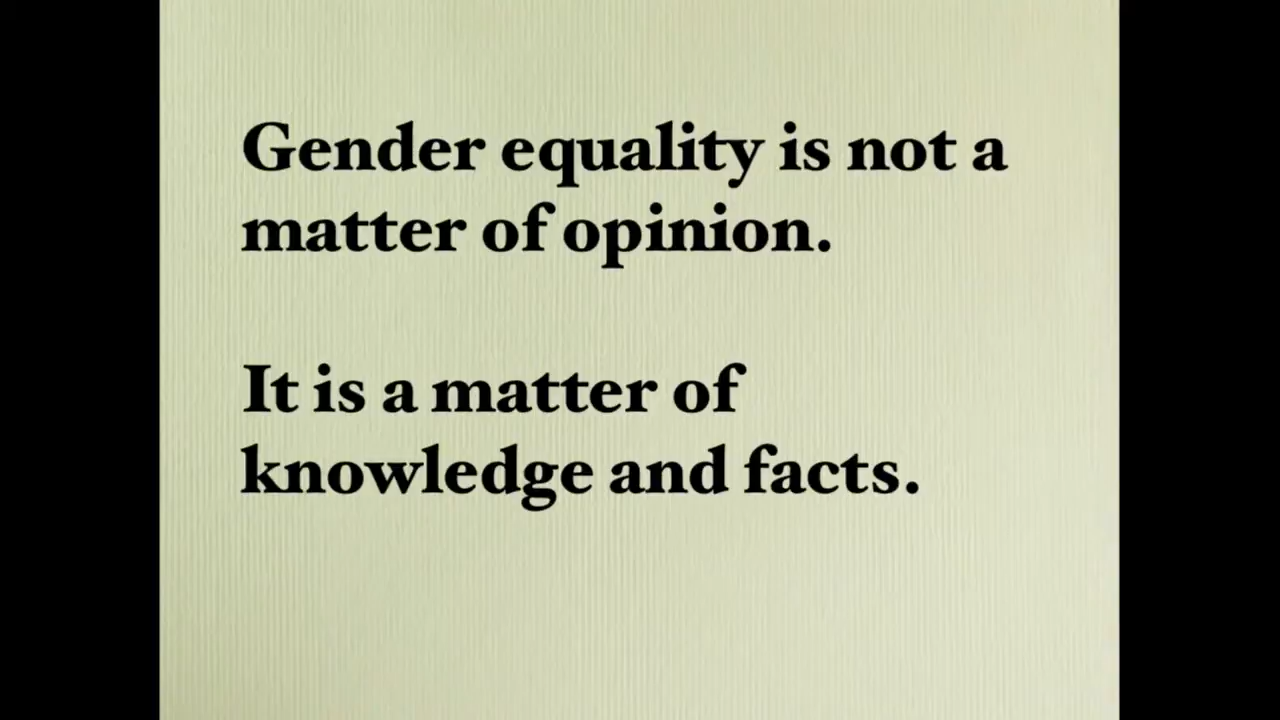 Gender equality is not a
matter of opinion.
It is a matter of
knowledge and facts.